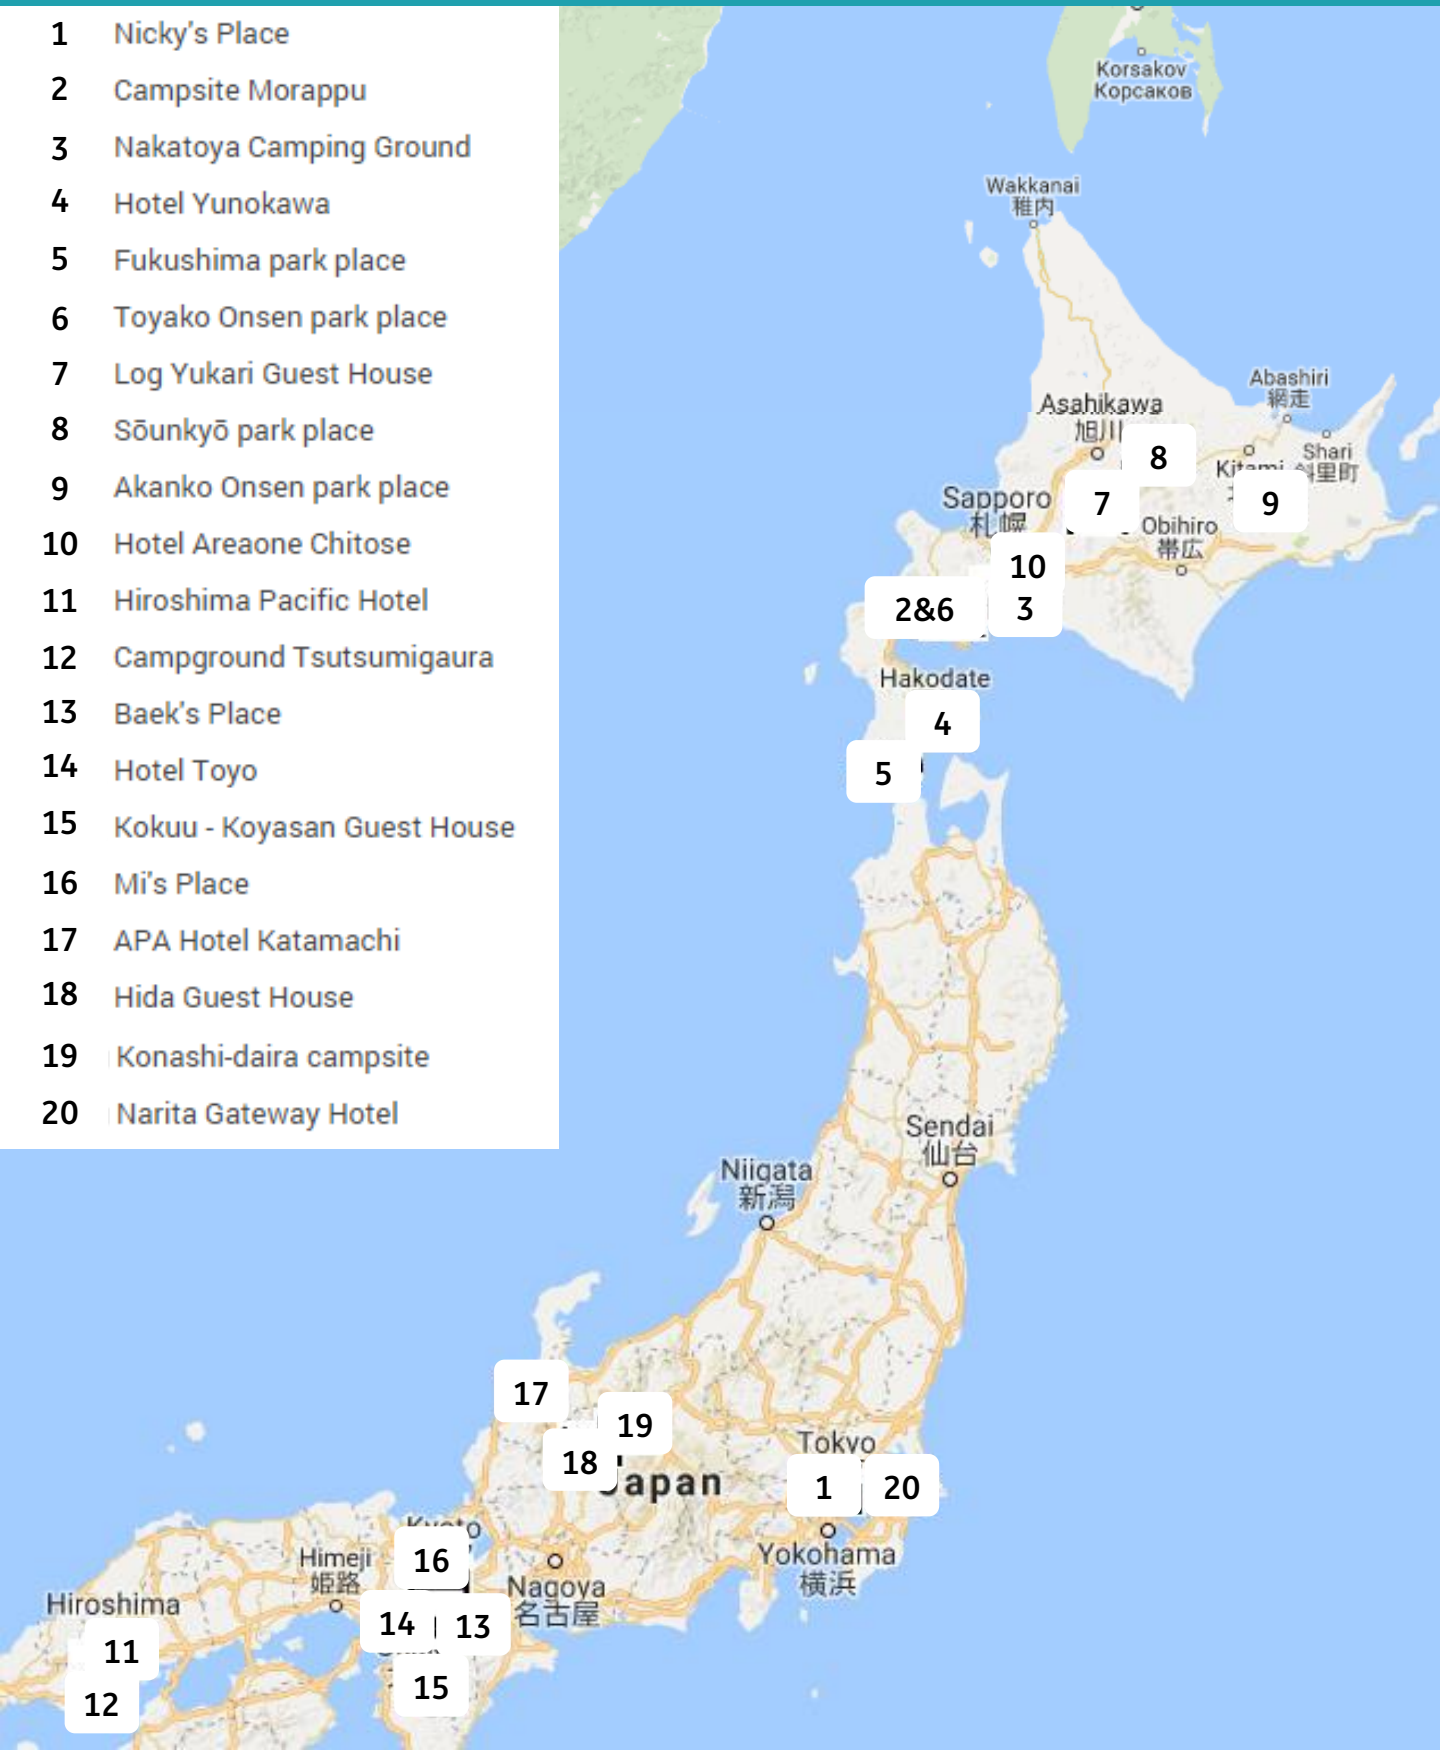 1 Nicky's Place
2 Campsite Morappu
3 Nakatoya Camping Ground
4 Hotel Yunokawa
5 Fukushima park place
6 Toyako Onsen park place
7 Log Yukari Guest House
8 Sōunkyō park place
9 Akanko Onsen park place
10 Hotel Areaone Chitose
11 Hiroshima Pacific Hotel
12 Campground Tsutsumigaura
13 Baek's Place
14 Hotel Toyo
15 Kokuu - Koyasan Guest House
16 Mi's Place
17 APA Hotel Katamachi
18 Hida Guest House
19 Konashi-daira campsite
20 Narita Gateway Hotel
Korsakov
Корсаков
Wakkanai
稚内
Abashiri
網走
Asahikawa
旭川
8
Shari
斜里町
Kitami
9
Sapporo
札幌
7
Obihiro
帯広
10
2&6
3
Hakodate
4
5
Sendai
仙台
Niigata
新潟
17
19
18
Japan
Tokyo
1
20
Yokohama
横浜
Kyoto
16
Himeji
姫路
Nagoya
名古屋
Hiroshima
14
13
11
15
12